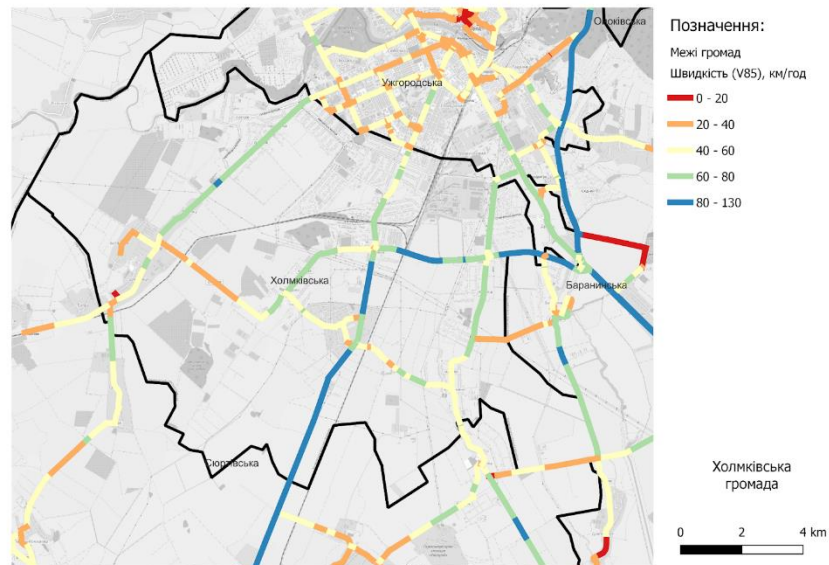 Оноківська
Ужгородська
Холмківська
Баранинська
Сюртівська
Позначення:
Межі громад
Швидкість (V85), км/год
0 - 20
20 - 40
40 - 60
60 - 80
80 - 130
Холмківська
громада
0 2 4 km